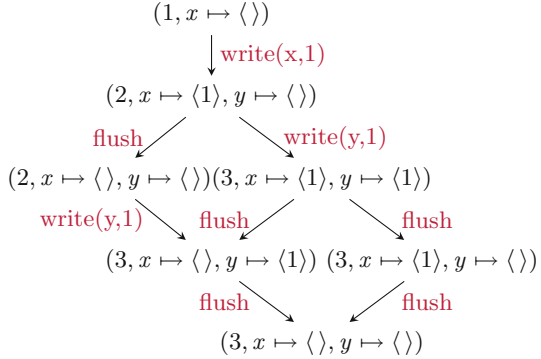 (1, x ↦ ⟨ ⟩)
write(x,1)
(2, x ↦ ⟨1⟩, y ↦ ⟨ ⟩)
flush write(y,1)
(2, x ↦ ⟨ ⟩, y ↦ ⟨ ⟩)(3, x ↦ ⟨1⟩, y ↦ ⟨1⟩)
write(y,1) flush flush
(3, x ↦ ⟨ ⟩, y ↦ ⟨1⟩) (3, x ↦ ⟨1⟩, y ↦ ⟨ ⟩)
flush flush
(3, x ↦ ⟨ ⟩, y ↦ ⟨ ⟩)